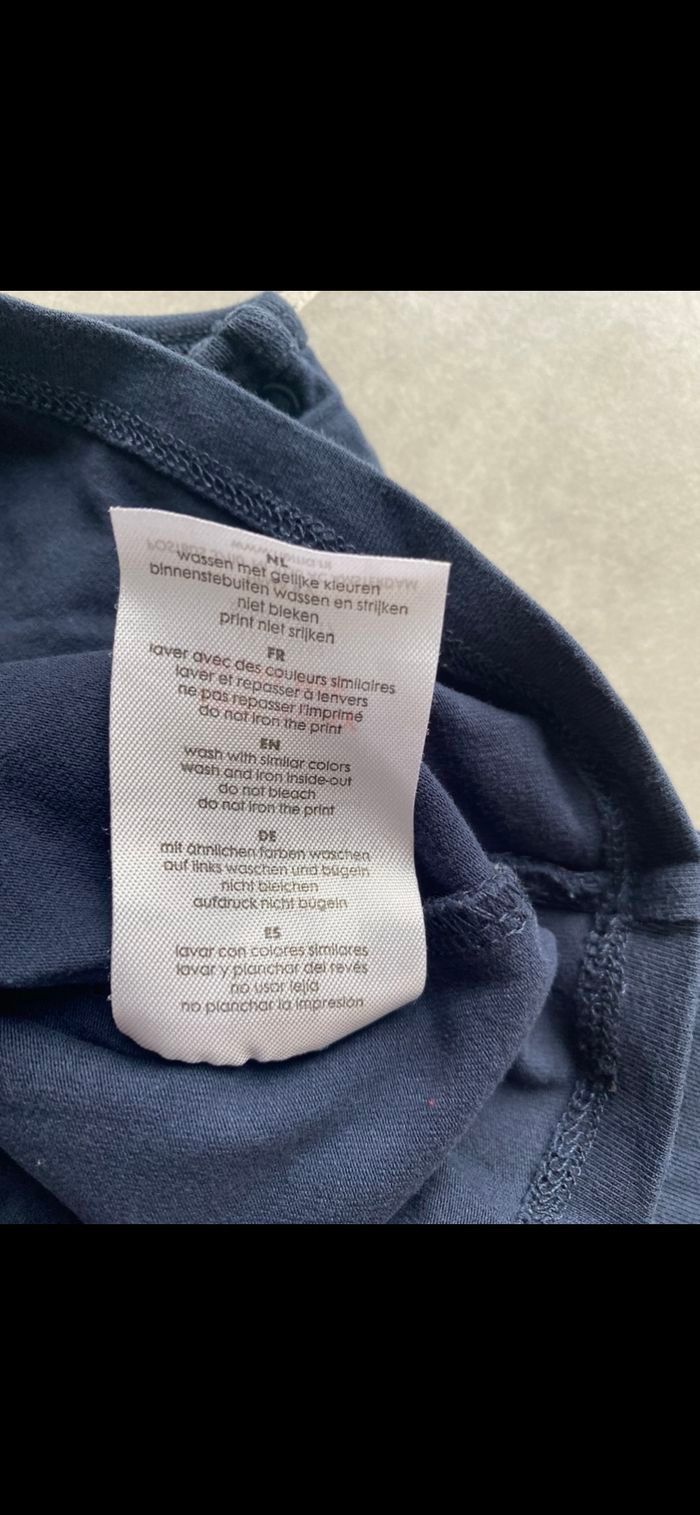 NL
wassen met gelijke kleuren
binnenstebuiten wassen en strijken
niet bleken
print niet srijken
FR
laver avec des couleurs similaires
laver et repasser à lenvers
ne pas repasser l'imprimé
do not iron the print
EN
wash with similar colors
wash and iron inside-out
do not bleach
do not iron the print
DE
mit ähnlichen farben waschen
auf links waschen und bügeln
nicht bleichen
aufdruck nicht bügeln
ES
lavar con colores similares
lavar y planchar del revés
no usar lejia
no planchar la impresión